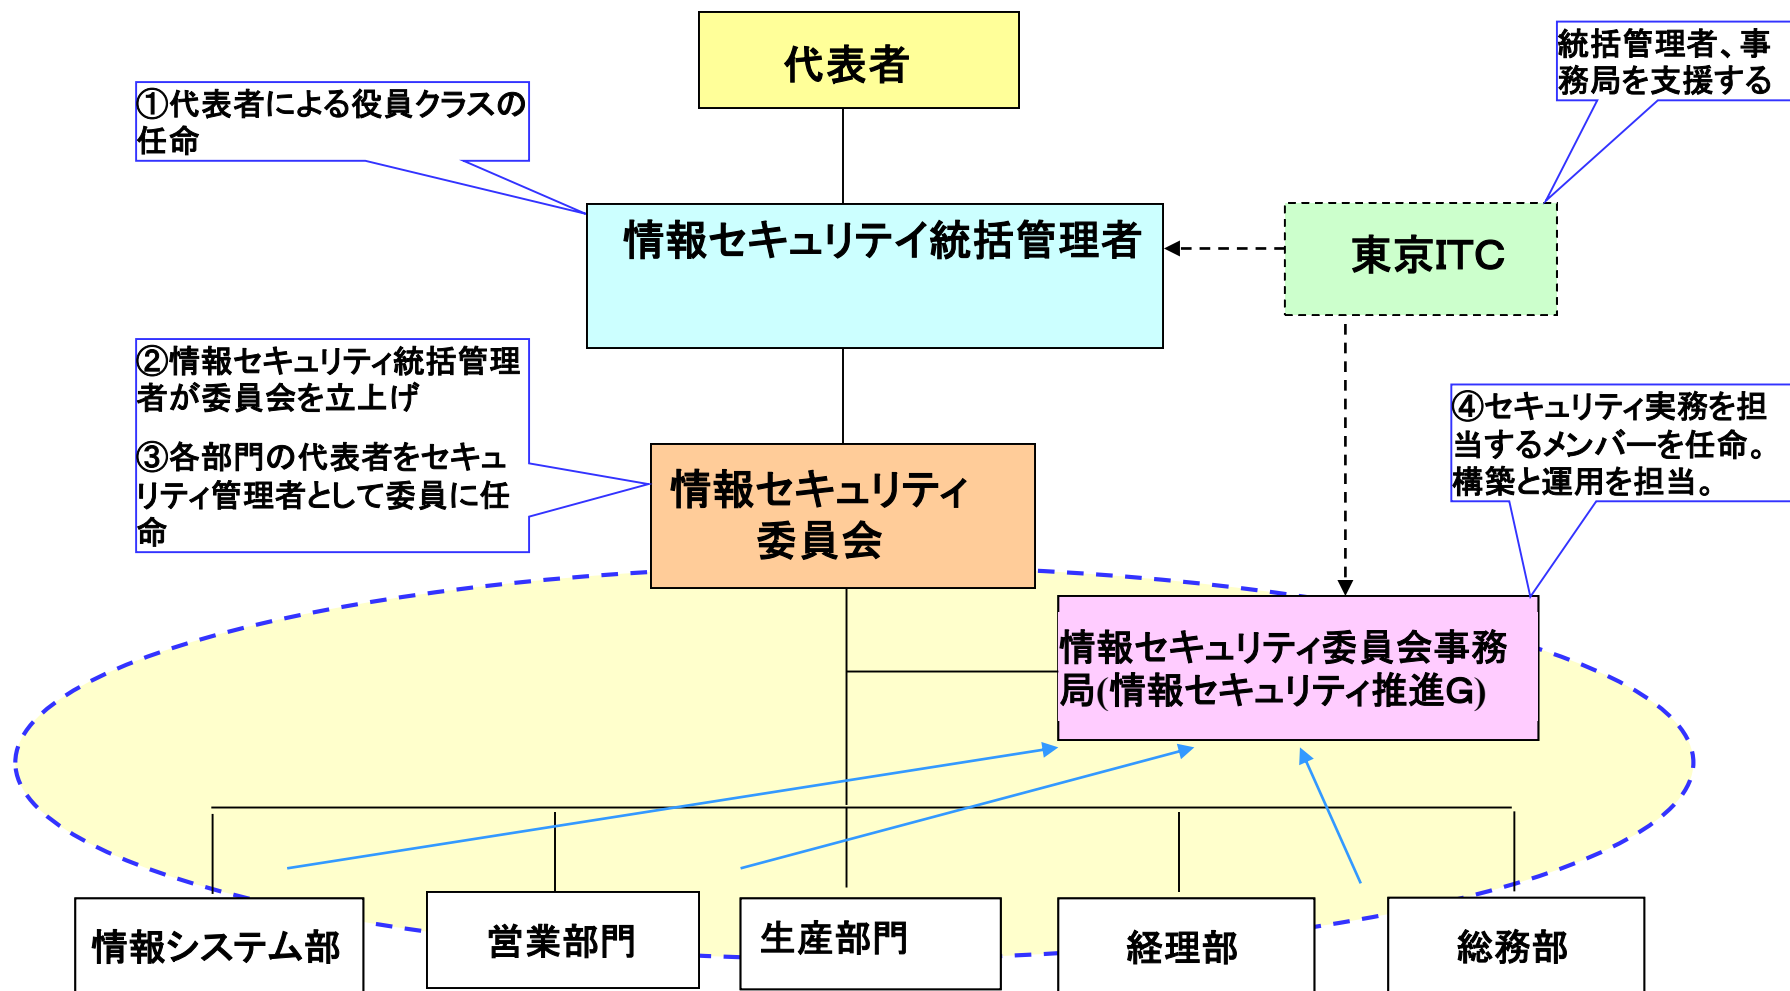 代表者
統括管理者、事
務局を支援する
①代表者による役員クラスの
任命
情報セキュリテイ統括管理者
東京ITC
②情報セキュリティ統括管理
者が委員会を立上げ
③各部門の代表者をセキュ
リティ管理者として委員に任
命
④セキュリティ実務を担
当するメンバーを任命。
構築と運用を担当。
情報セキュリティ
委員会
情報セキュリティ委員会事務
局(情報セキュリティ推進G)
情報システム部
営業部門
生産部門
経理部
総務部